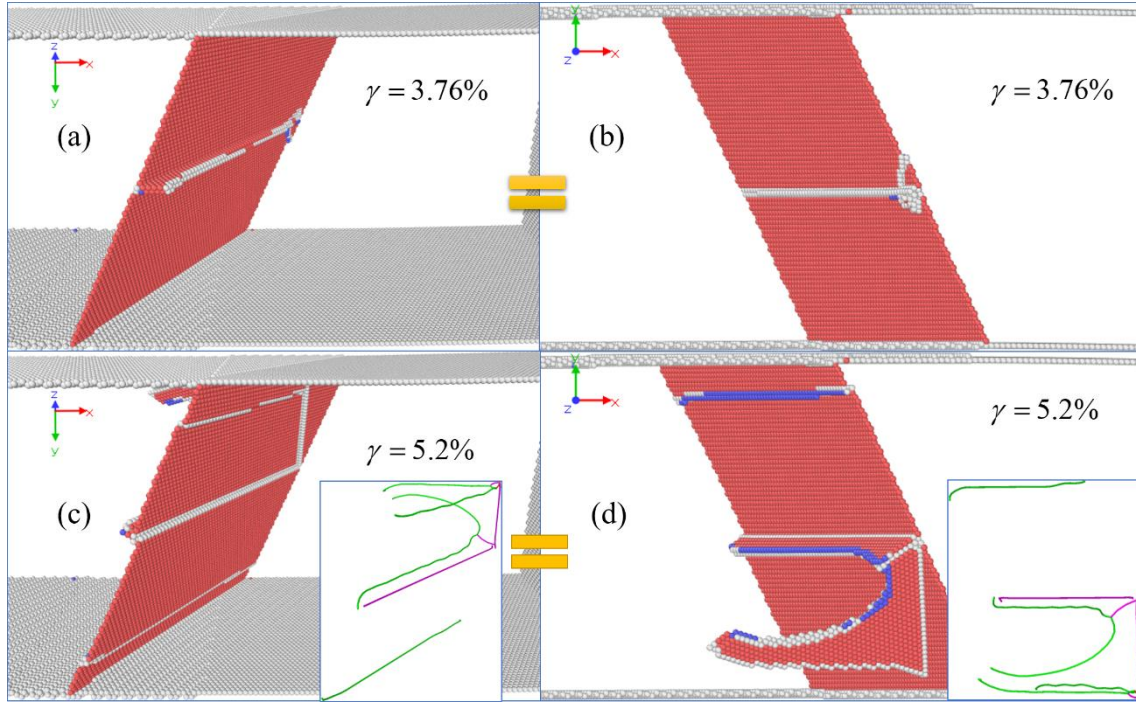 z
x
y
γ = 3.76%
(a)
y
x
z
γ = 3.76%
(b)
z
x
y
γ = 5.2%
(c)
y
x
z
γ = 5.2%
(d)